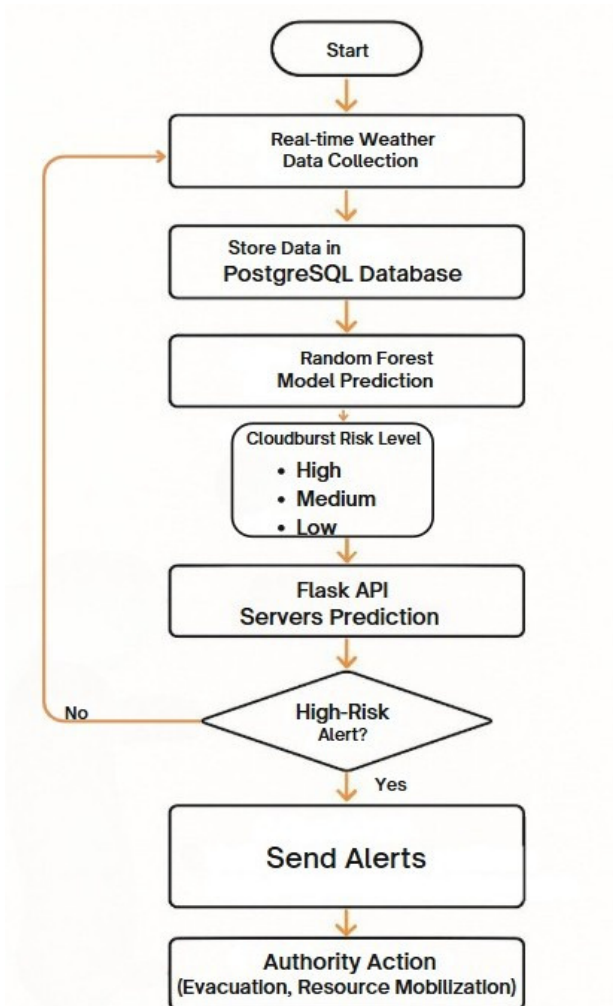 Start
Real-time Weather
Data Collection
Store Data in
PostgreSQL Database
Random Forest
Model Prediction
Cloudburst Risk Level
• High
• Medium
• Low
Flask API
Servers Prediction
High-Risk
Alert?
No
Yes
Send Alerts
Authority Action
(Evacuation, Resource Mobilization)